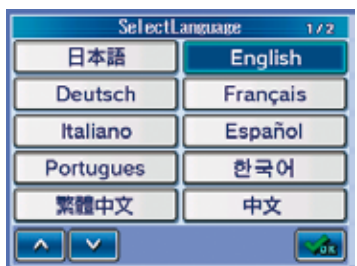 SelectLanguage 1/2
日本語 English
Deutsch Français
Italiano Español
Portugues 한국어
繁體中文 中文
OK